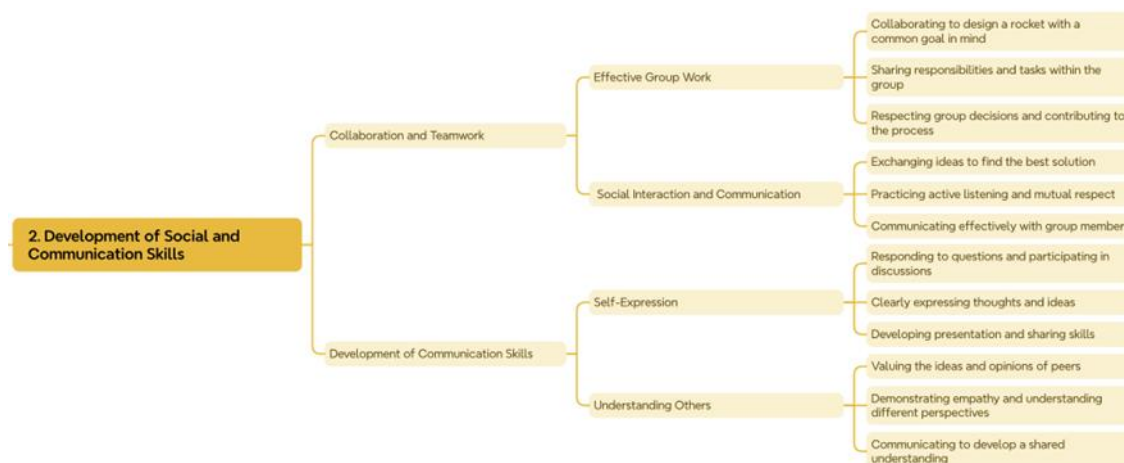 2. Development of Social and
Communication Skills
Collaboration and Teamwork
Effective Group Work
Collaborating to design a rocket with a
common goal in mind
Sharing responsibilities and tasks within the
group
Respecting group decisions and contributing to
the process
Social Interaction and Communication
Exchanging ideas to find the best solution
Practicing active listening and mutual respect
Communicating effectively with group member
Development of Communication Skills
Self-Expression
Responding to questions and participating in
discussions
Clearly expressing thoughts and ideas
Developing presentation and sharing skills
Understanding Others
Valuing the ideas and opinions of peers
Demonstrating empathy and understanding
different perspectives
Communicating to develop a shared
understanding